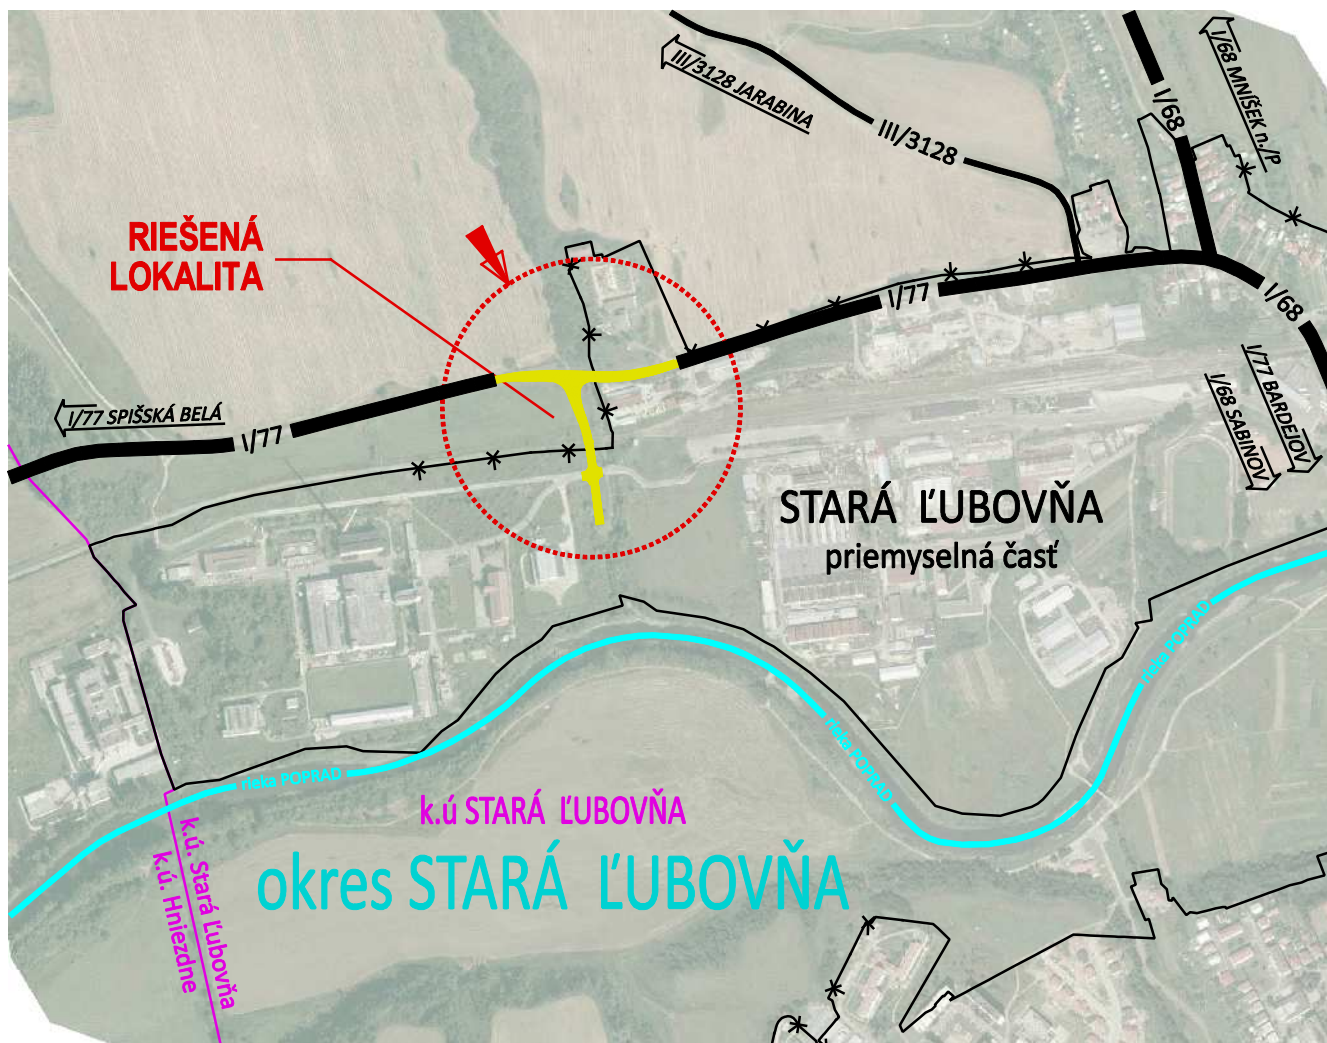 I/68 MNÍŠEK n./P
III/3128 JARABINA
I/68
III/3128
RIEŠENÁ
LOKALITA
I/77
I/68
I/77 SPIŠSKÁ BELÁ
I/77
I/77 BARDEJOV
I/68 SABINOV
STARÁ ĽUBOVŇA
priemyselná časť
rieka POPRAD
rieka POPRAD
rieka POPRAD
k.ú STARÁ ĽUBOVŇA
okres STARÁ ĽUBOVŇA
k.ú. Stará Ľubovňa
k.ú. Hniezdne